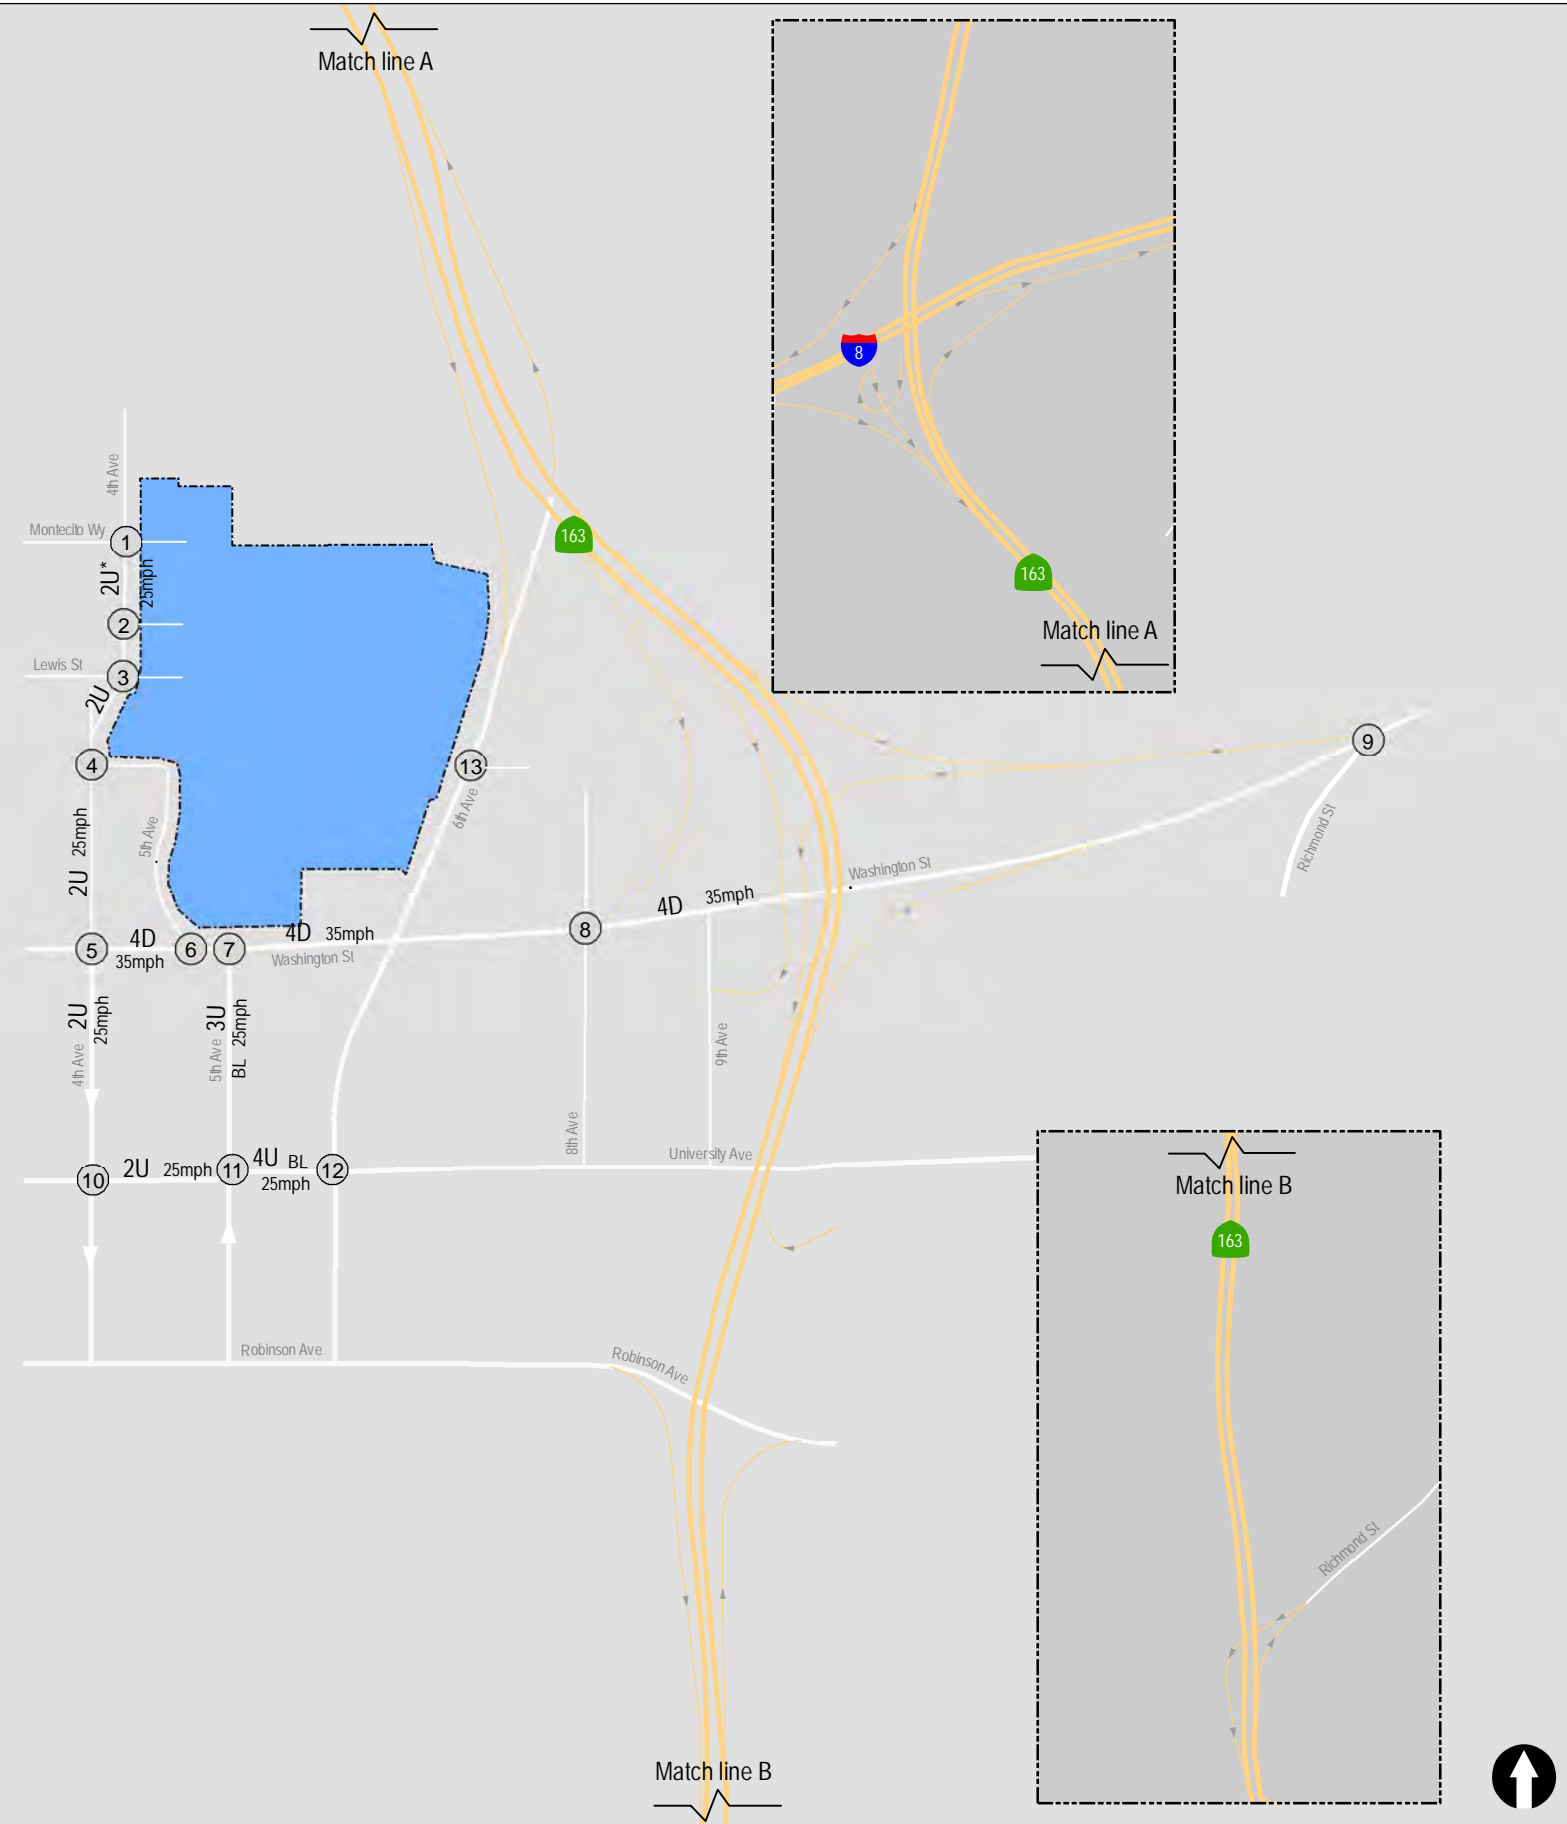 Match line A
8
163
Match line A
163
4th Ave
Montecito Wy
1
2U*
25mph
2
Lewis St
3
2U
4
13
9
6th Ave
5th Ave
25mph
2U
Richmond St
Washington St
4D
35mph
8
4D
35mph
Washington St
5
4D
35mph
6
7
2U
25mph
4th Ave
3U
25mph
5th Ave
BL
9th Ave
8th Ave
University Ave
10
2U
25mph
11
4U
BL
25mph
12
Match line B
163
Robinson Ave
Robinson Ave
Richmond St
Match line B